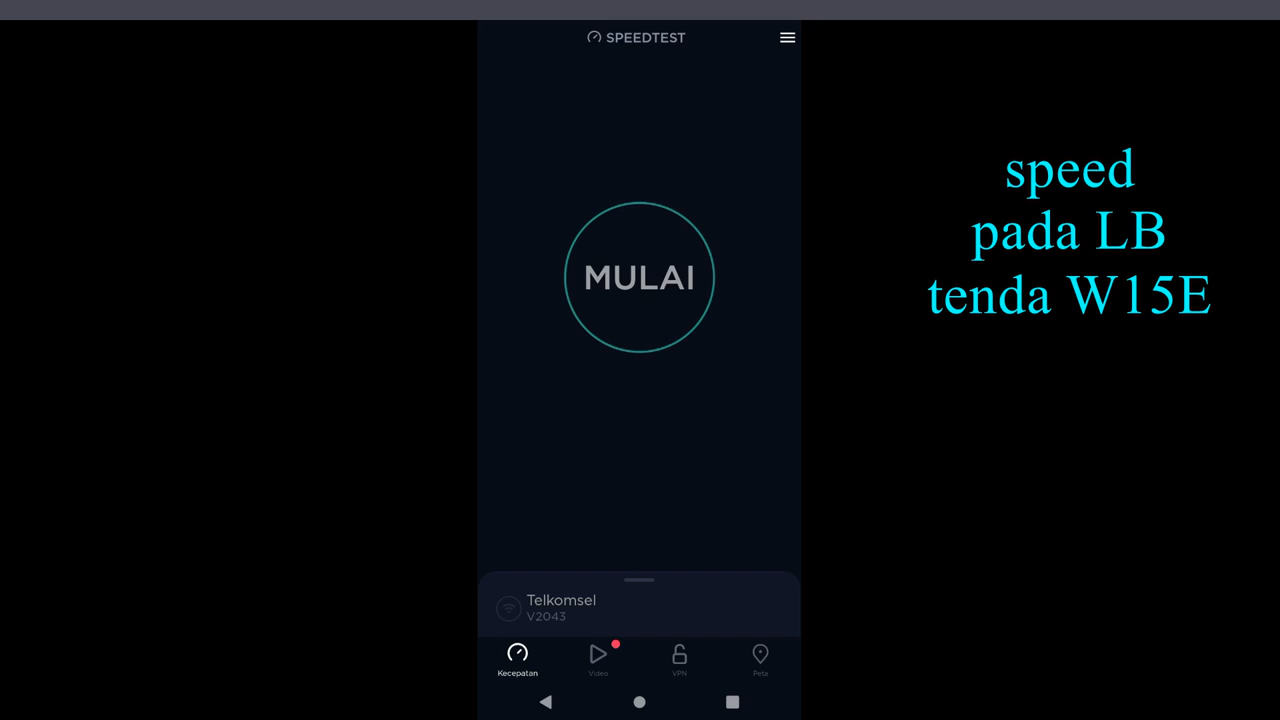 SPEEDTEST
MULAI
speed
pada LB
tenda W15E
Telkomsel
V2043
Kecepatan
Video
VPN
Peta